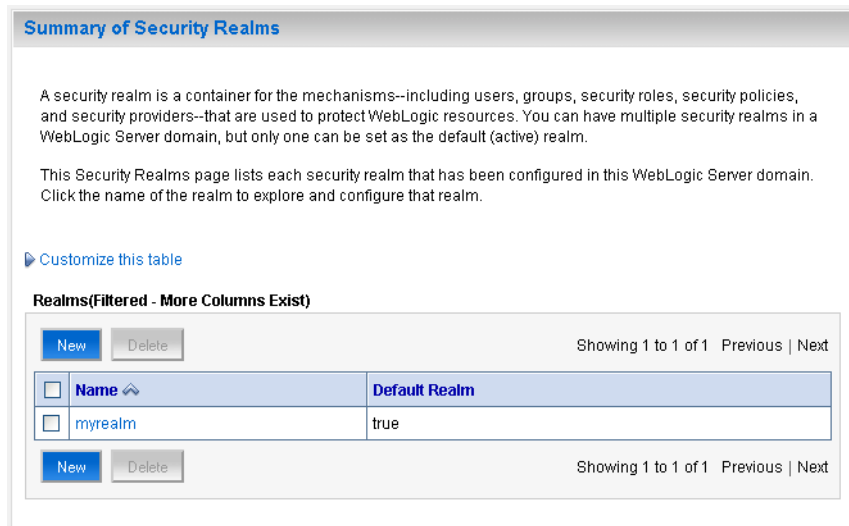 Summary of Security Realms
A security realm is a container for the mechanisms--including users, groups, security roles, security policies,
and security providers--that are used to protect WebLogic resources. You can have multiple security realms in a
WebLogic Server domain, but only one can be set as the default (active) realm.
This Security Realms page lists each security realm that has been configured in this WebLogic Server domain.
Click the name of the realm to explore and configure that realm.
Customize this table
Realms(Filtered - More Columns Exist)
New Delete Showing 1 to 1 of 1 Previous | Next
Name Default Realm
myrealm true
New Delete Showing 1 to 1 of 1 Previous | Next